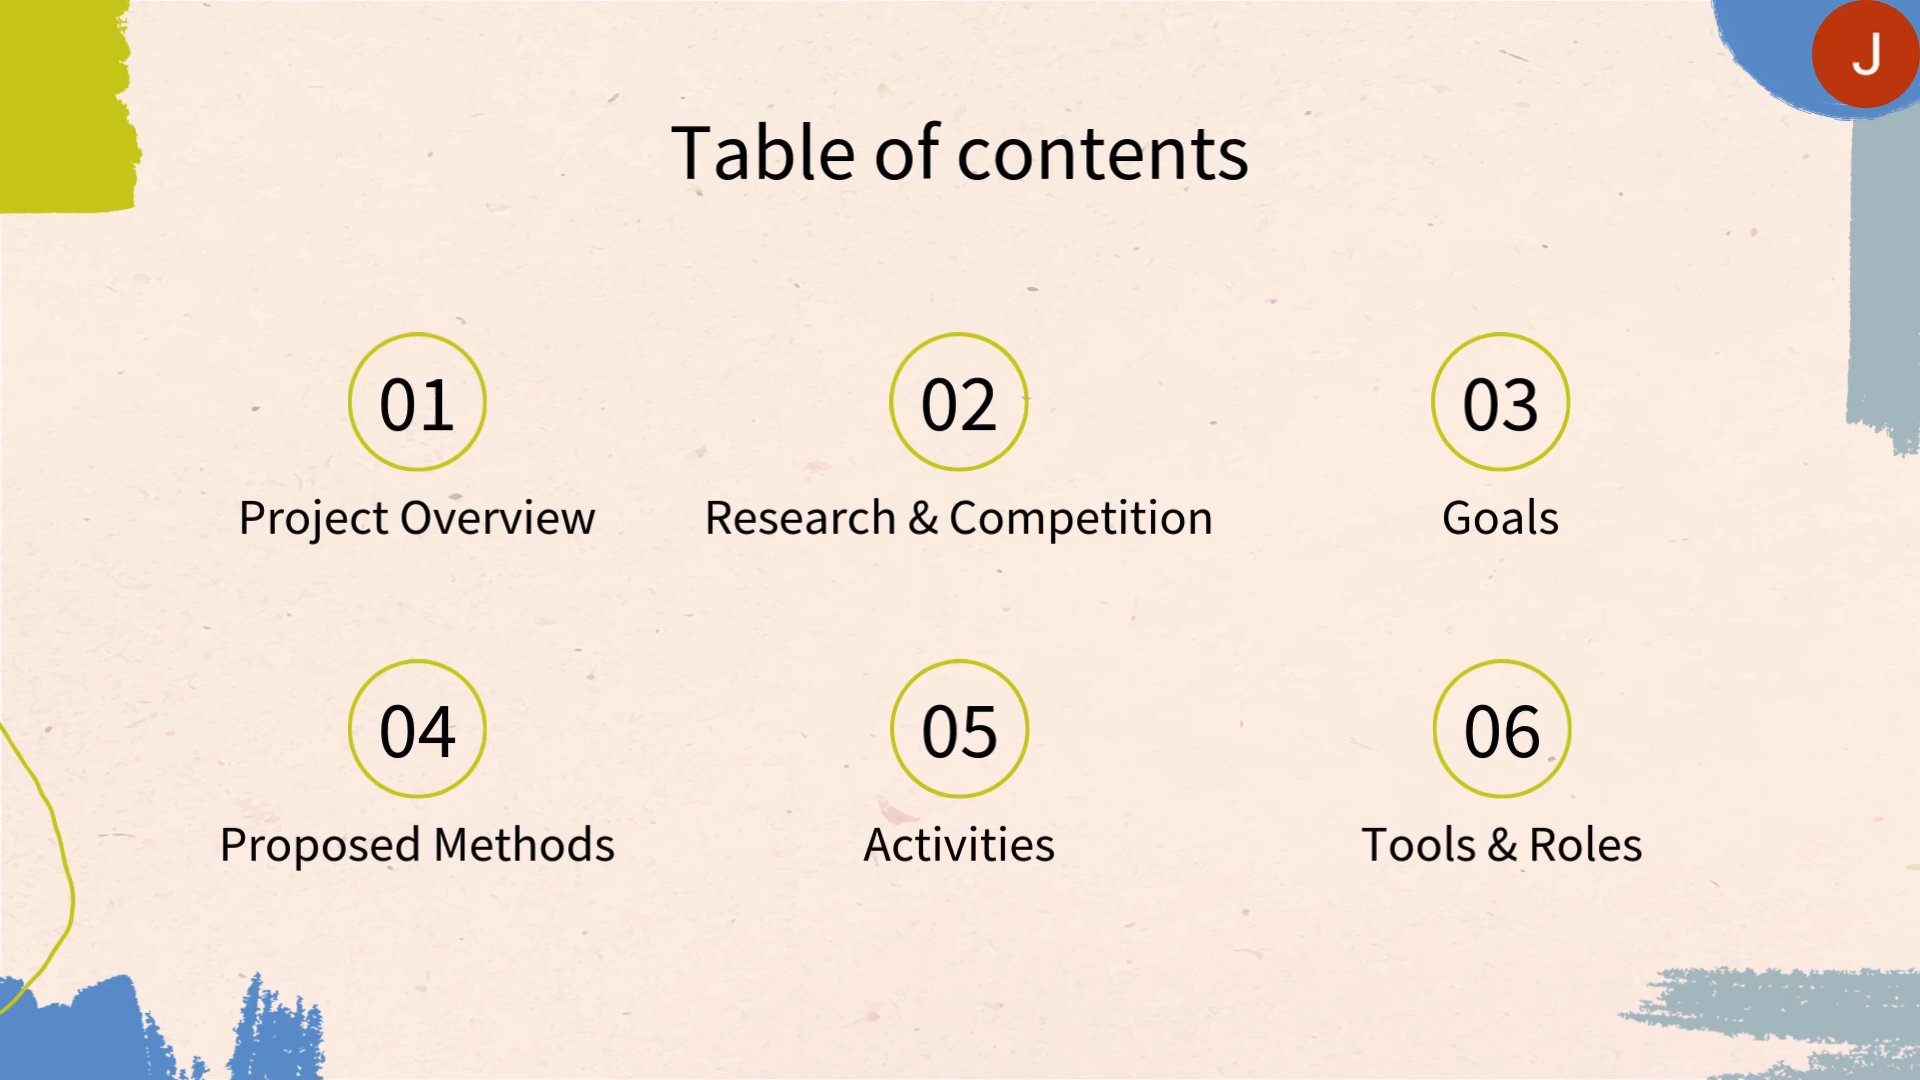 J
Table of contents
01
02
03
Project Overview
Research & Competition
Goals
04
05
06
Proposed Methods
Activities
Tools & Roles